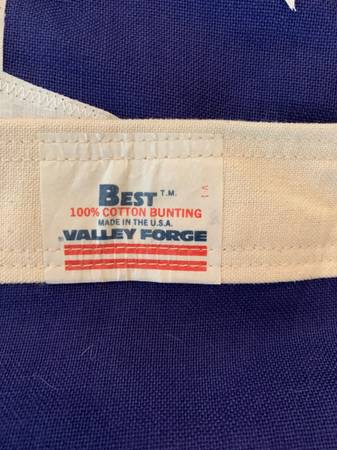 BEST T.M.
100% COTTON BUNTING
MADE IN THE U.S.A.
VALLEY FORGE